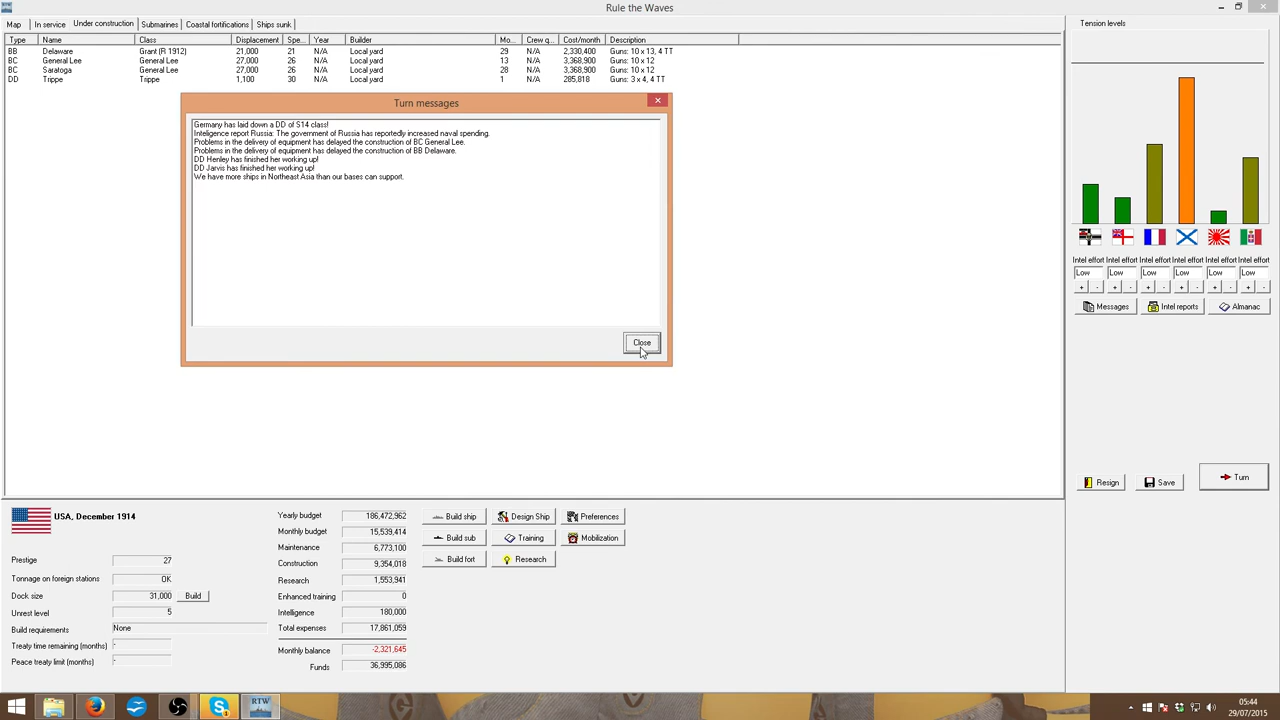 Rule the Waves
Map
In service
Under construction
Submarines
Coastal fortifications
Ships sunk
Type Name Class Displacement Spe... Year Builder Mo... Crew q... Cost/month Description
BB Delaware Grant (R 1912) 21,000 21 N/A Local yard 29 N/A 2,330,400 Guns: 10 x 13, 4 TT
BC General Lee General Lee 27,000 26 N/A Local yard 13 N/A 3,368,900 Guns: 10 x 12
BC Saratoga General Lee 27,000 26 N/A Local yard 28 N/A 3,368,900 Guns: 10 x 12
DD Trippe Trippe 1,100 30 N/A Local yard 1 N/A 285,818 Guns: 3 x 4, 4 TT
Turn messages
Germany has laid down a DD of S14 class!
Inteligence report Russia: The government of Russia has reportedly increased naval spending.
Problems in the delivery of equipment has delayed the construction of BC General Lee.
Problems in the delivery of equipment has delayed the construction of BB Delaware.
DD Henley has finished her working up!
DD Jarvis has finished her working up!
We have more ships in Northeast Asia than our bases can support.
Close
Tension levels
Intel effort Intel effort Intel effort Intel effort Intel effort Intel effort
Low Low Low Low Low Low
+ - + - + - + - + - + -
Messages Intel reports Almanac
Resign Save Turn
USA, December 1914
Prestige 27
Tonnage on foreign stations OK
Dock size 31,000 Build
Unrest level 5
Build requirements None
Treaty time remaining (months) -
Peace treaty limit (months) -
Yearly budget 186,472,962
Monthly budget 15,539,414
Maintenance 6,773,100
Construction 9,354,018
Research 1,553,941
Enhanced training 0
Intelligence 180,000
Total expenses 17,861,059
Monthly balance -2,321,645
Funds 36,995,086
Build ship Design Ship Preferences
Build sub Training Mobilization
Build fort Research
RTW
05:44
29/07/2015